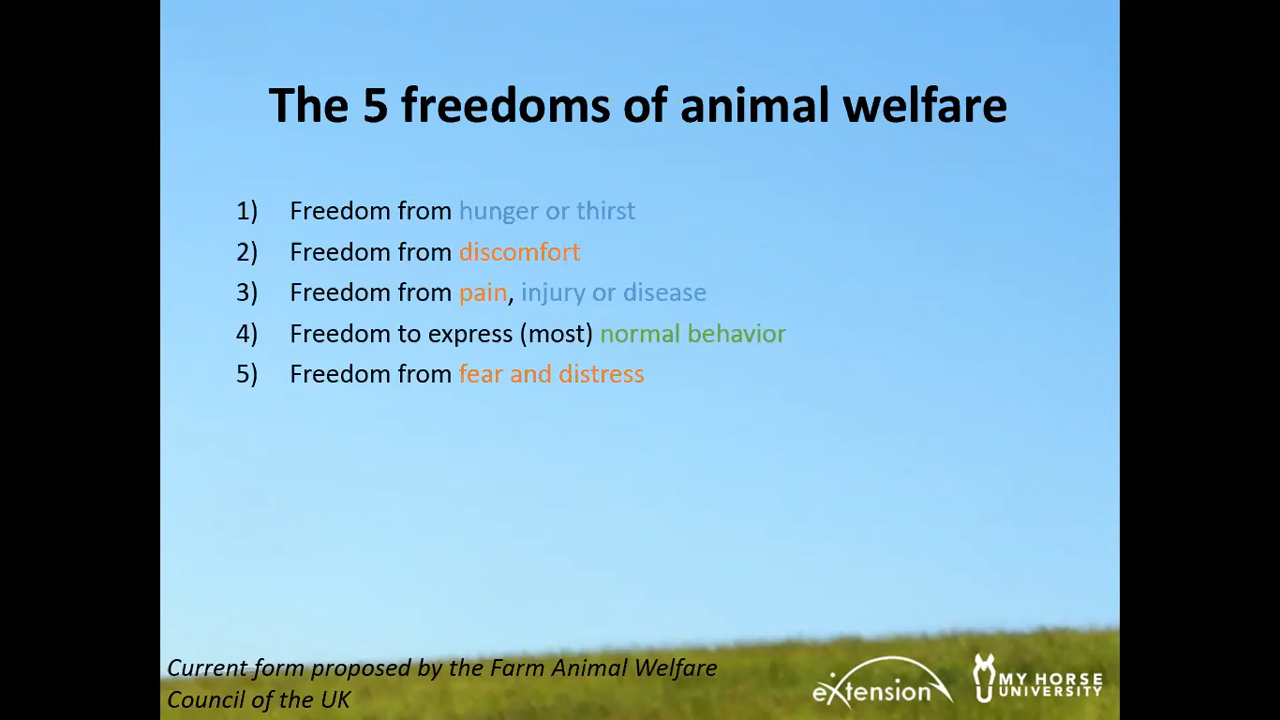 The 5 freedoms of animal welfare
1) Freedom from hunger or thirst
2) Freedom from discomfort
3) Freedom from pain, injury or disease
4) Freedom to express (most) normal behavior
5) Freedom from fear and distress
Current form proposed by the Farm Animal Welfare
Council of the UK
eXtension
MY HORSE
UNIVERSITY